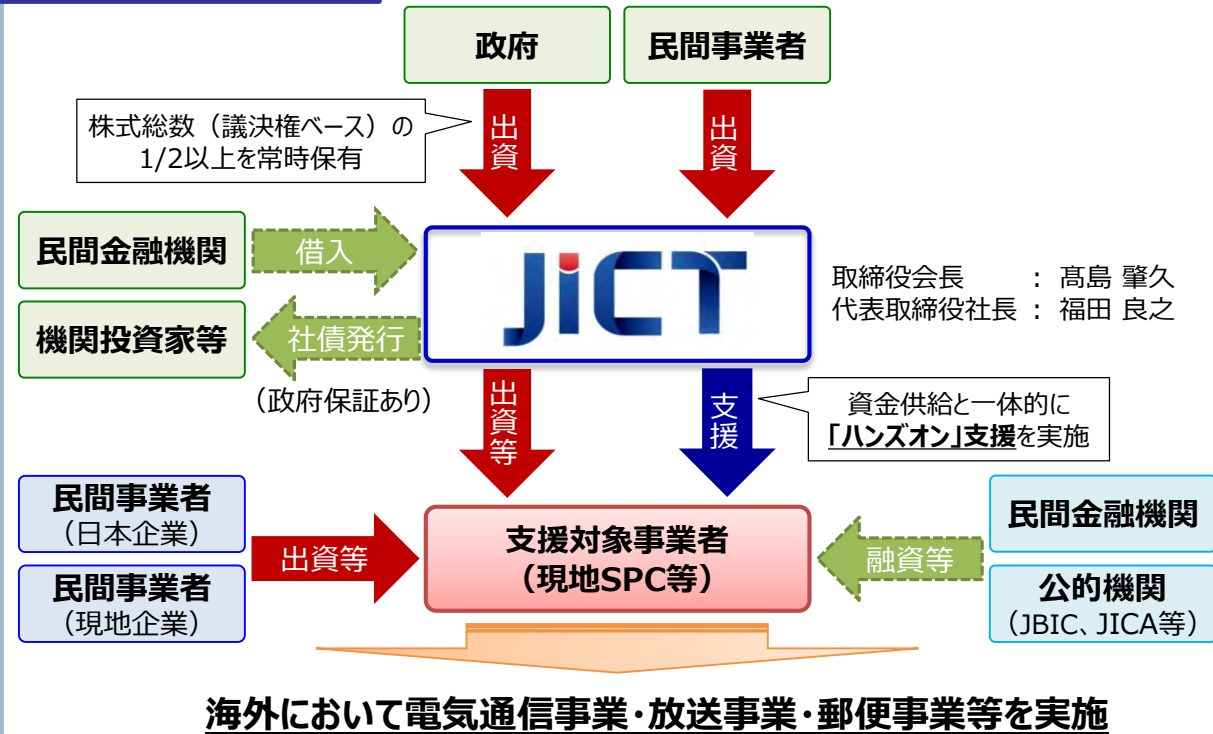 政府
民間事業者
株式総数（議決権ベース）の
1/2以上を常時保有
出資
出資
民間金融機関
借入
JiCT
取締役会長 : 髙島 肇久
代表取締役社長 : 福田 良之
機関投資家等
社債発行
（政府保証あり）
出資等
支援
資金供給と一体的に
「ハンズオン」支援を実施
民間事業者
（日本企業）
民間事業者
（現地企業）
出資等
支援対象事業者
（現地SPC等）
融資等
民間金融機関
公的機関
（JBIC、JICA等）
海外において電気通信事業・放送事業・郵便事業等を実施